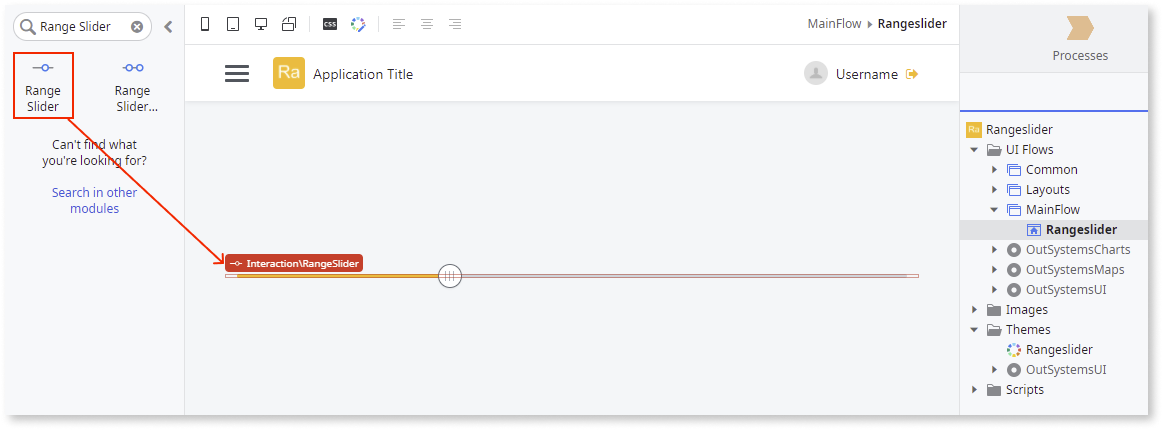 Range Slider
css
MainFlow Rangeslider
Processes
Range
Slider
Range
Slider...
Can't find what
you're looking for?
Search in other
modules
Ra
Application Title
Username
Interaction\RangeSlider
Ra Rangeslider
UI Flows
Common
Layouts
MainFlow
Rangeslider
OutSystemsCharts
OutSystemsMaps
OutSystemsUI
Images
Themes
Rangeslider
OutSystemsUI
Scripts